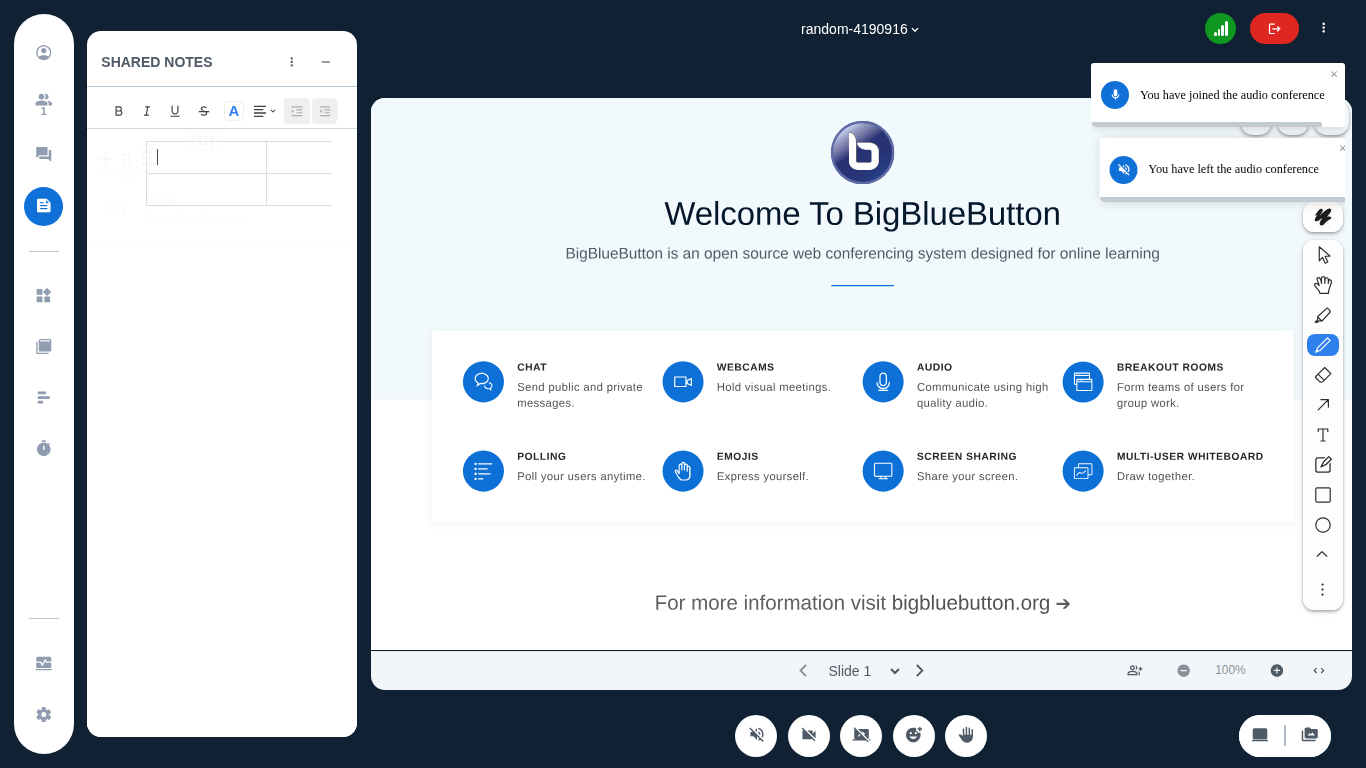 random-4190916
SHARED NOTES
1
B I U S A
You have joined the audio conference
You have left the audio conference
Welcome To BigBlueButton
BigBlueButton is an open source web conferencing system designed for online learning
CHAT
Send public and private
messages.
WEBCAMS
Hold visual meetings.
AUDIO
Communicate using high
quality audio.
BREAKOUT ROOMS
Form teams of users for
group work.
POLLING
Poll your users anytime.
EMOJIS
Express yourself.
SCREEN SHARING
Share your screen.
MULTI-USER WHITEBOARD
Draw together.
For more information visit bigbluebutton.org ➔
Slide 1
100%